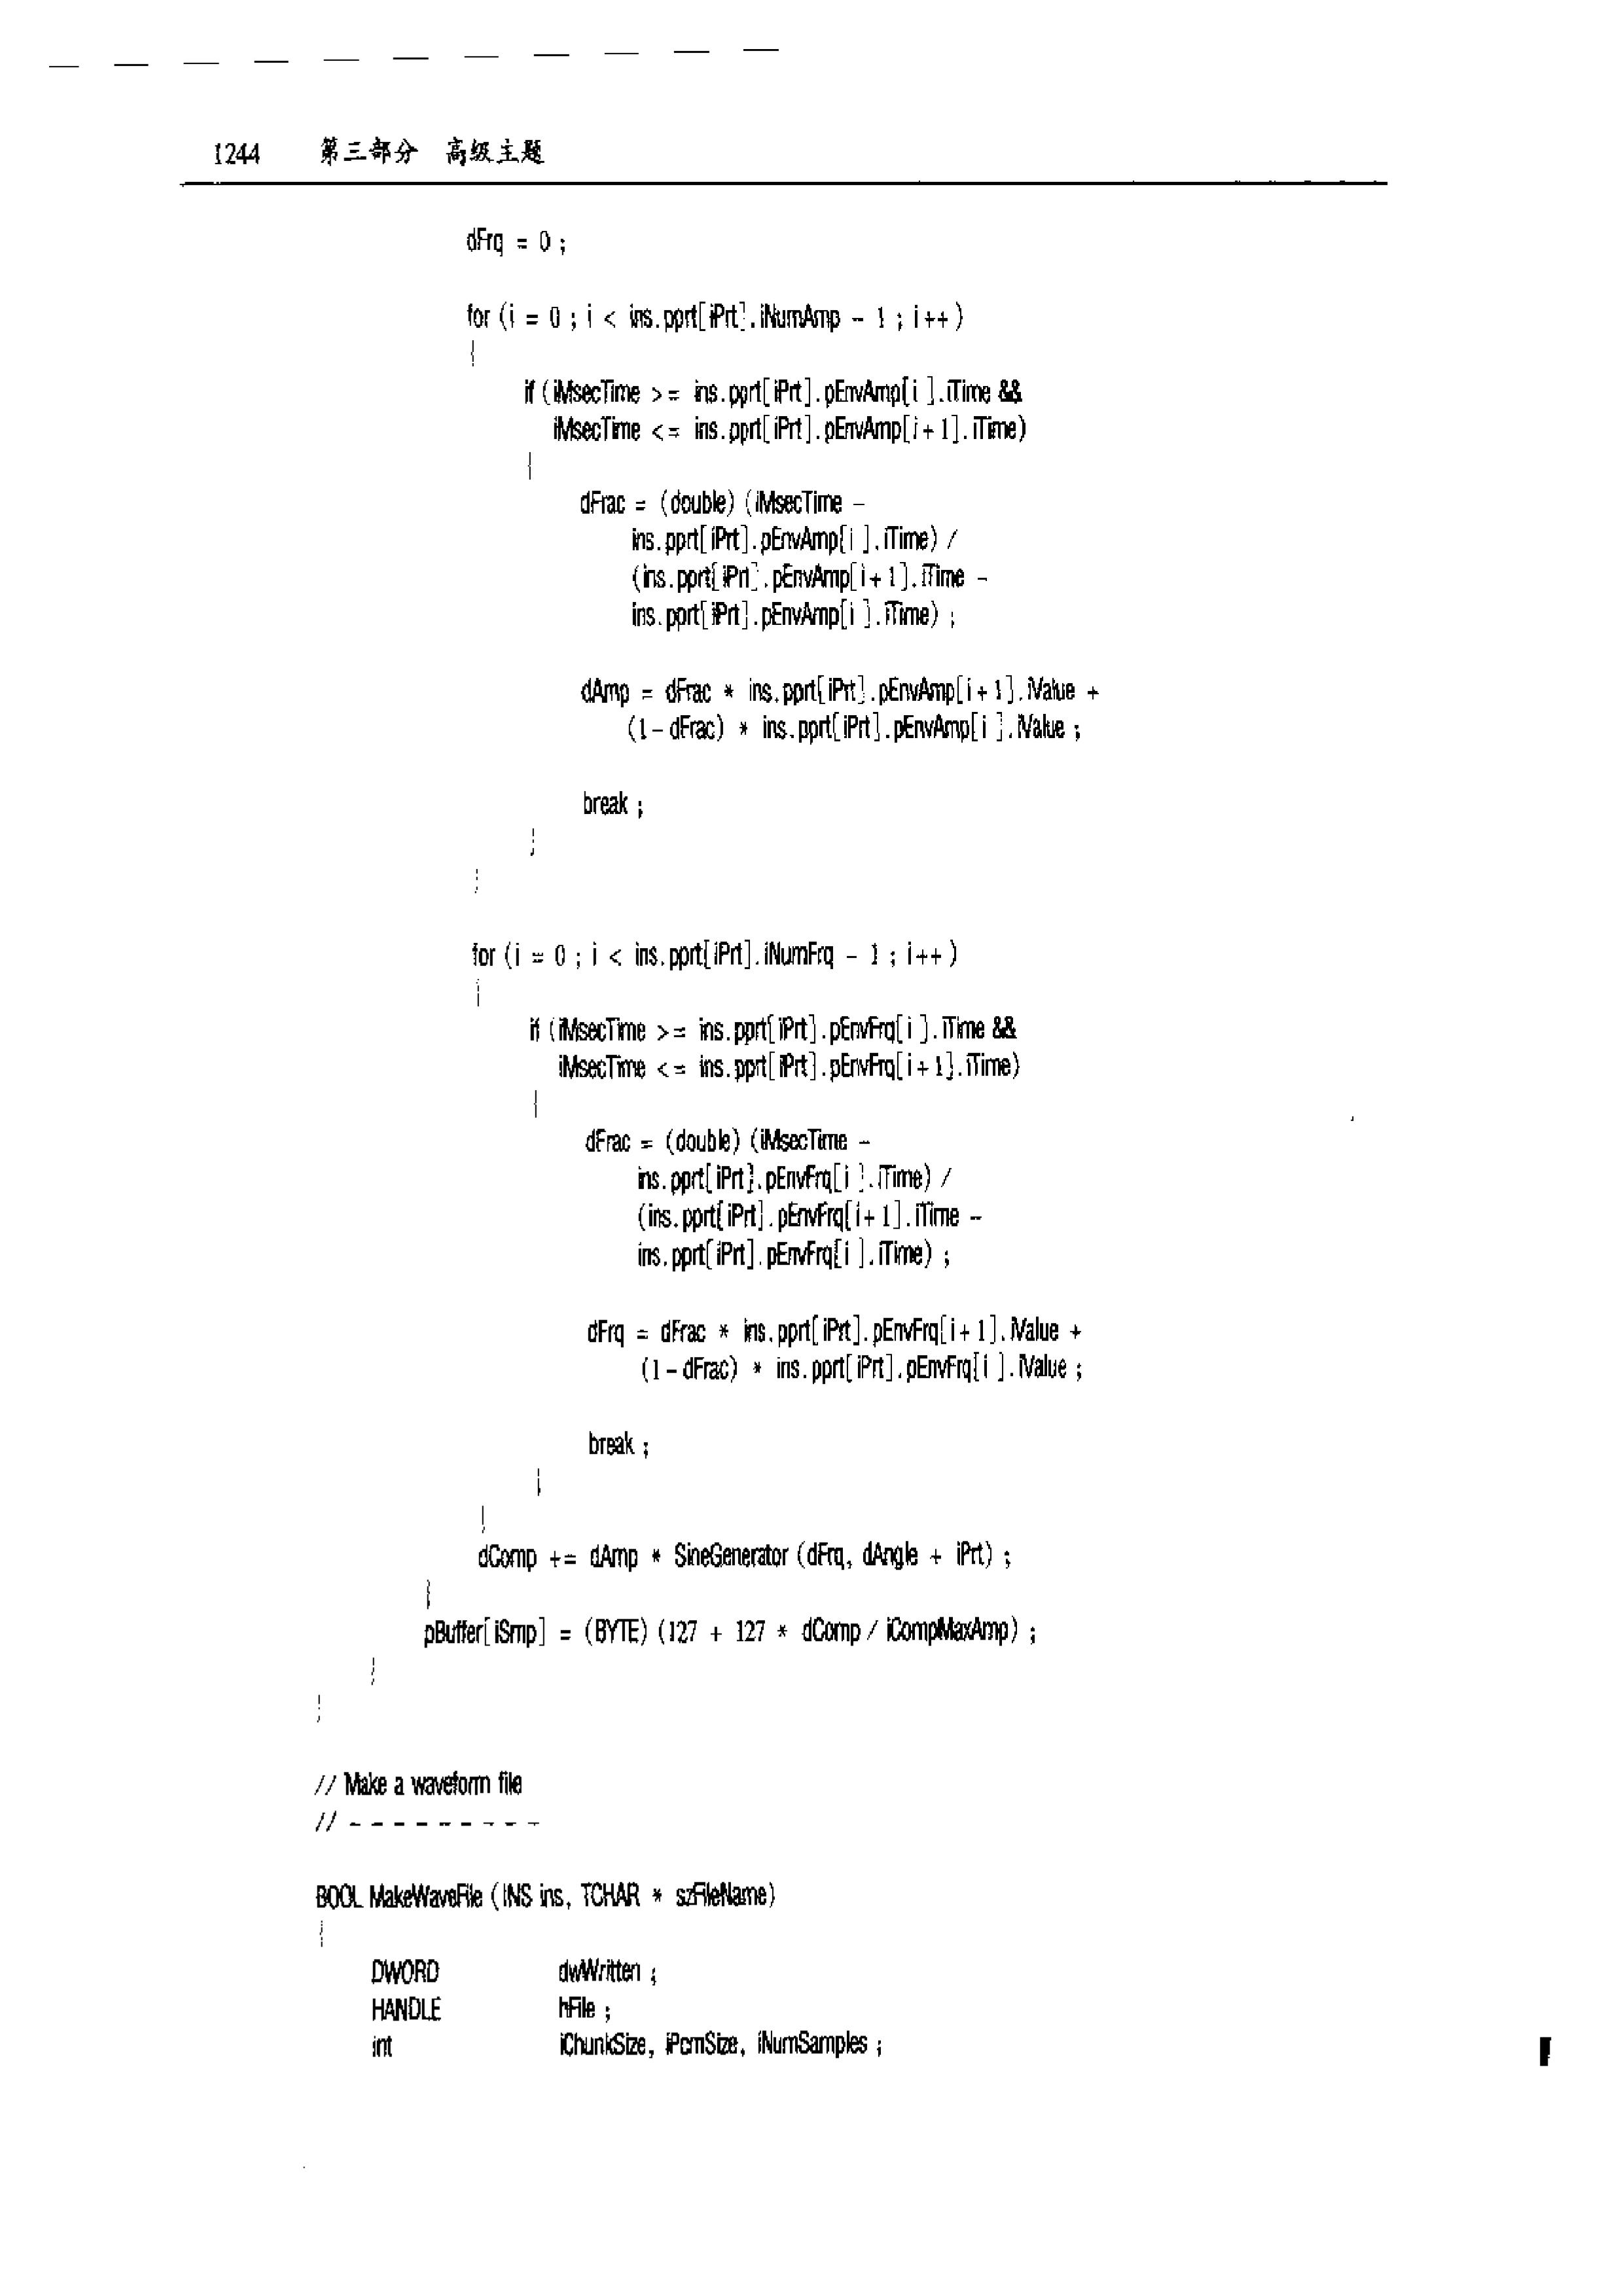 1244 第三部分 高级主题
dFrq = 0 ;
for (i = 0 ; i < ins.pprt[iPrt].iNumAmp - 1 ; i++ )
{
if (iMsecTime >= ins.pprt[iPrt].pEnvAmp[i ].iTime &&
iMsecTime <= ins.pprt[iPrt].pEnvAmp[i+1].iTime)
{
dFrac = (double) (iMsecTime -
ins.pprt[iPrt].pEnvAmp[i ].iTime) /
(ins.pprt[iPrt].pEnvAmp[i+1].iTime -
ins.pprt[iPrt].pEnvAmp[i ].iTime) ;
dAmp = dFrac * ins.pprt[iPrt].pEnvAmp[i+1].iValue +
(1-dFrac) * ins.pprt[iPrt].pEnvAmp[i ].iValue ;
break ;
}
}
for (i = 0 ; i < ins.pprt[iPrt].iNumFrq - 1 ; i++ )
{
if (iMsecTime >= ins.pprt[iPrt].pEnvFrq[i ].iTime &&
iMsecTime <= ins.pprt[iPrt].pEnvFrq[i+1].iTime)
{
dFrac = (double) (iMsecTime -
ins.pprt[iPrt].pEnvFrq[i ].iTime) /
(ins.pprt[iPrt].pEnvFrq[i+1].iTime -
ins.pprt[iPrt].pEnvFrq[i ].iTime) ;
dFrq = dFrac * ins.pprt[iPrt].pEnvFrq[i+1].iValue +
(1-dFrac) * ins.pprt[iPrt].pEnvFrq[i ].iValue ;
break ;
}
}
dComp += dAmp * SineGenerator (dFrq, dAngle + iPrt) ;
}
pBuffer[iSmp] = (BYTE) (127 + 127 * dComp / iCompMaxAmp) ;
}
}
// Make a waveform file
// - - - - - - - - -
BOOL MakeWaveFile (INS ins, TCHAR * szFileName)
{
DWORD dwWritten ;
HANDLE hFile ;
int iChunkSize, iPcmSize, iNumSamples ;